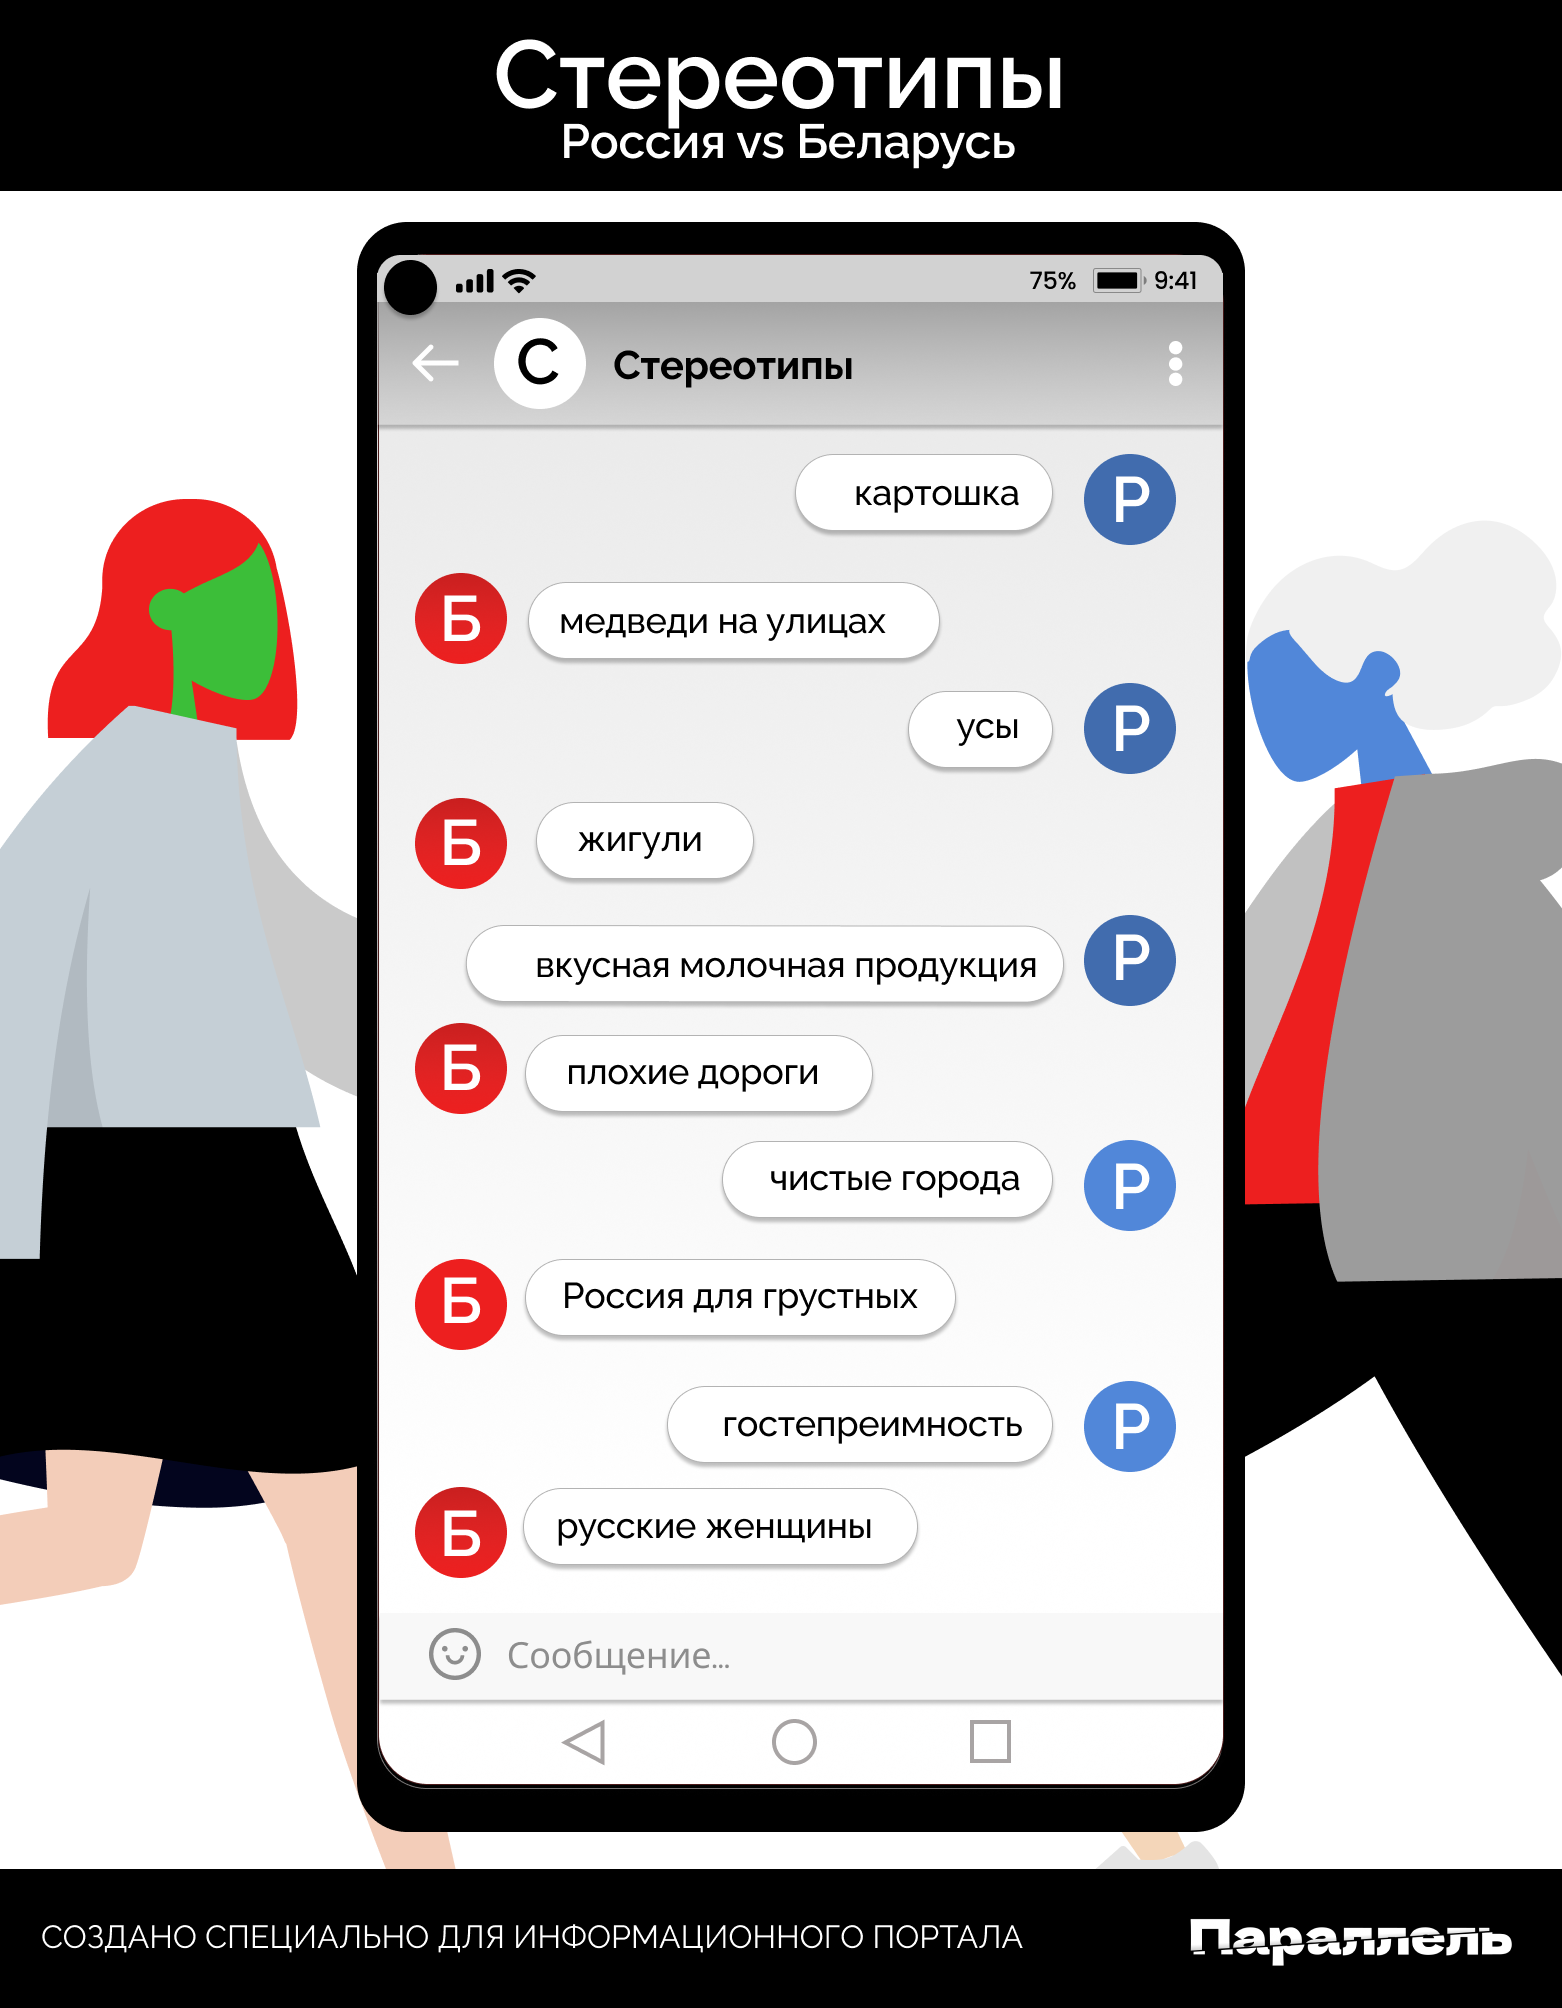 Стереотипы
Россия vs Беларусь
75% 9:41
С Стереотипы
картошка Р
Б медведи на улицах
усы Р
Б жигули
вкусная молочная продукция Р
Б плохие дороги
чистые города Р
Б Россия для грустных
гостепреимность Р
Б русские женщины
Сообщение...
СОЗДАНО СПЕЦИАЛЬНО ДЛЯ ИНФОРМАЦИОННОГО ПОРТАЛА Параллель